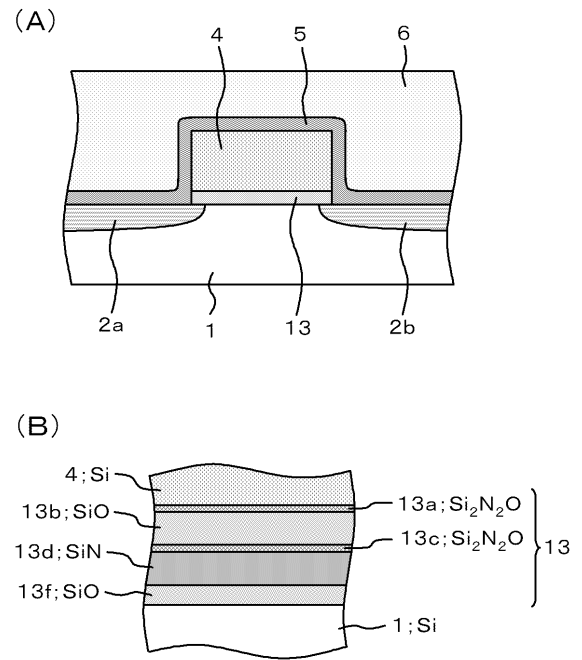 (A)
4
5
6
2a
1
13
2b
(B)
4;Si
13b;SiO
13d;SiN
13f;SiO
13a;Si₂N₂O
13c;Si₂N₂O
13
1;Si